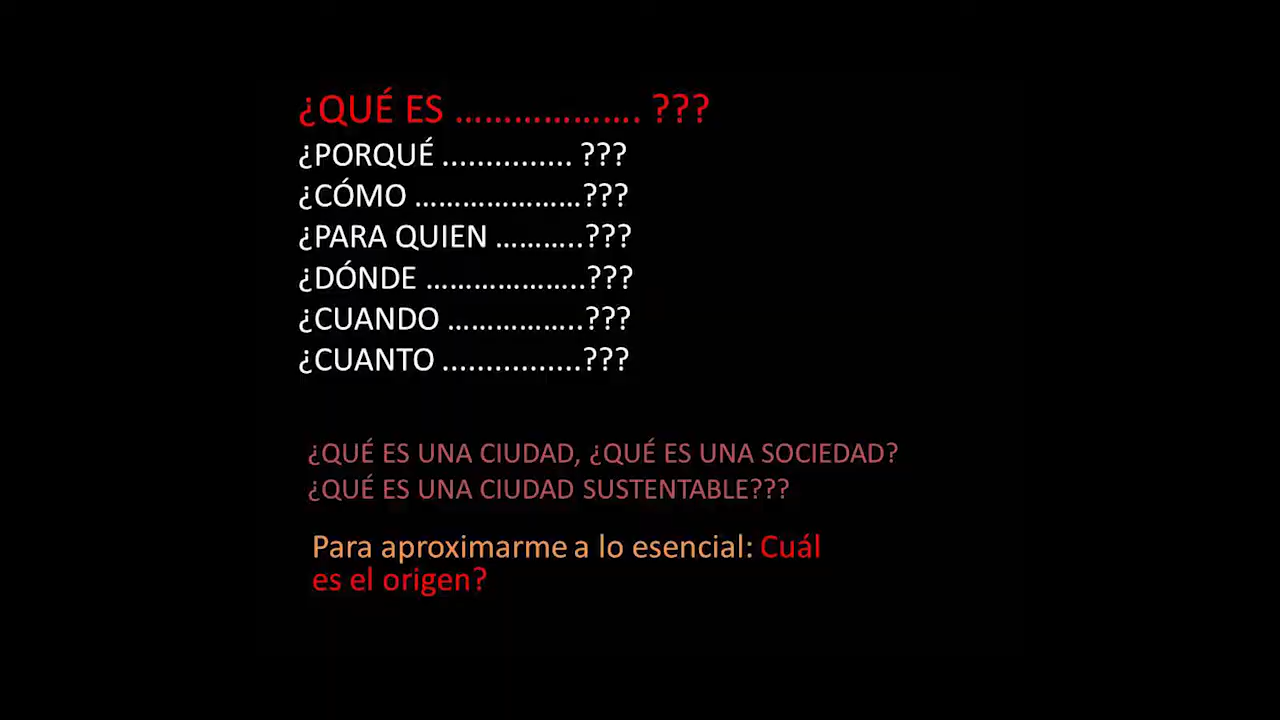 ¿QUÉ ES ………………. ???
¿PORQUÉ ............... ???
¿CÓMO …………………???
¿PARA QUIEN ………..???
¿DÓNDE ………………..???
¿CUANDO ……………..???
¿CUANTO ................???
¿QUÉ ES UNA CIUDAD, ¿QUÉ ES UNA SOCIEDAD?
¿QUÉ ES UNA CIUDAD SUSTENTABLE???
Para aproximarme a lo esencial: Cuál
es el origen?